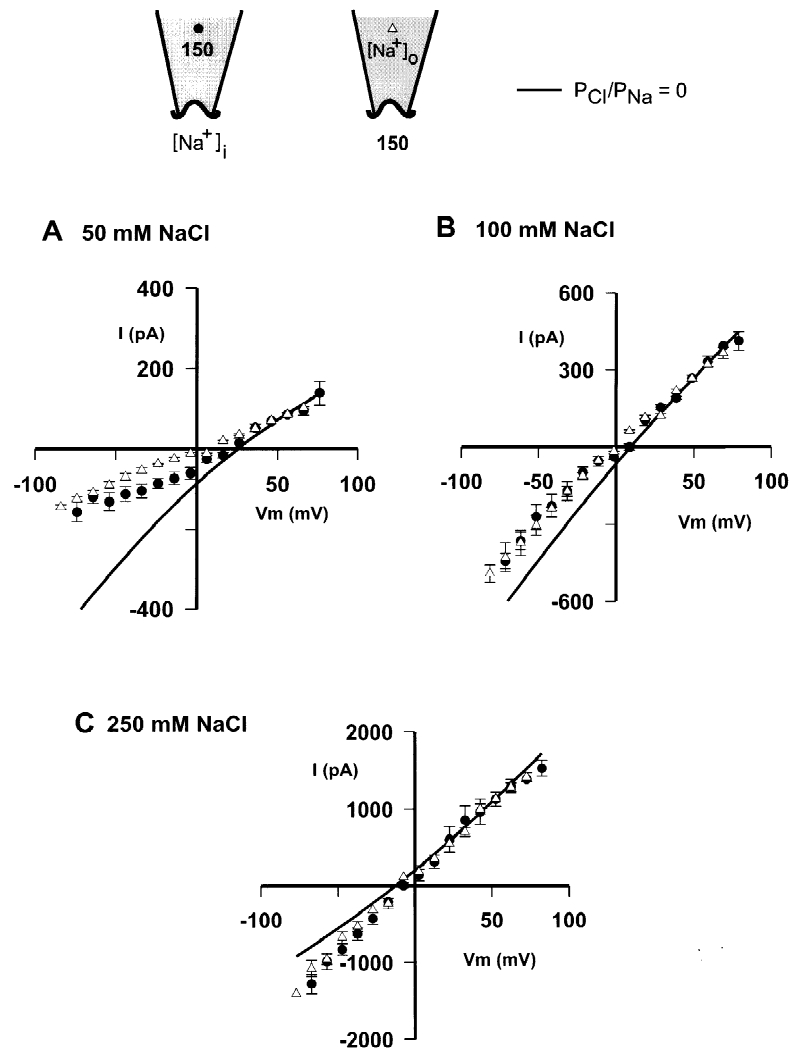 150
[Na+]i
[Na+]o
150
PCl/PNa = 0
A 50 mM NaCl
400
I (pA)
200
-100
50
100
Vm (mV)
-400
B 100 mM NaCl
600
I (pA)
300
-100
-50
50
100
Vm (mV)
-600
C 250 mM NaCl
2000
I (pA)
1000
-100
50
100
-1000
Vm (mV)
-2000